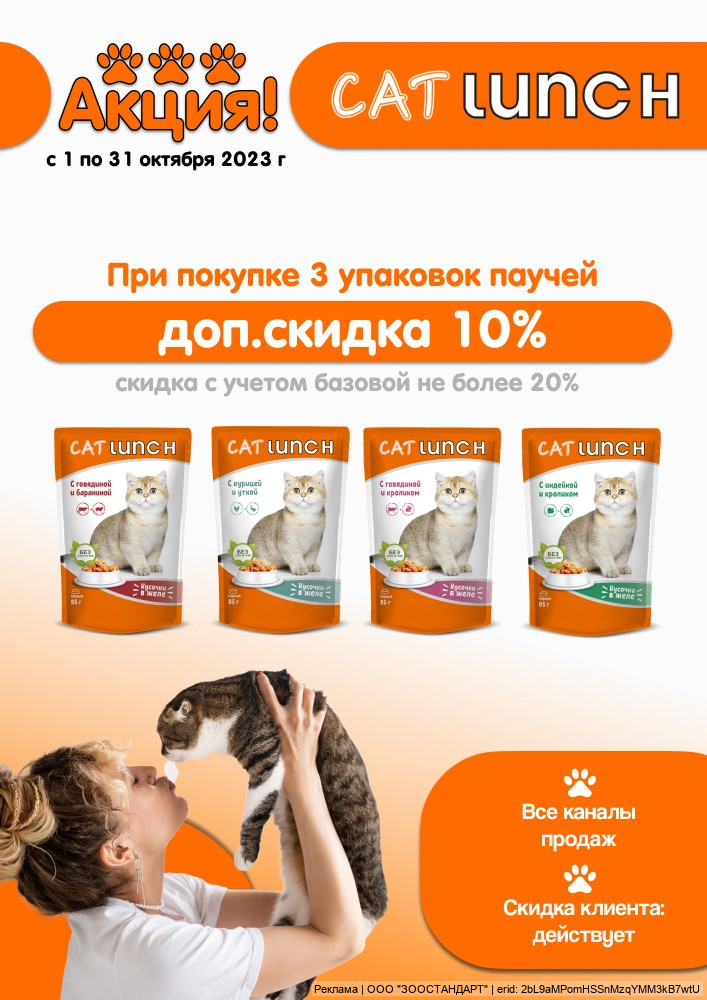 Акция!
CAT LUNCH
с 1 по 31 октября 2023 г
При покупке 3 упаковок паучей
доп.скидка 10%
скидка с учетом базовой не более 20%
CAT LUNCH
С говядиной
и бараниной
БЕЗ
Кусочки
в желе
85 г
CAT LUNCH
С курицей
и уткой
БЕЗ
Кусочки
в желе
85 г
CAT LUNCH
С говядиной
и кроликом
БЕЗ
Кусочки
в желе
85 г
CAT LUNCH
С индейкой
и кроликом
БЕЗ
Кусочки
в желе
85 г
Все каналы
продаж
Скидка клиента:
действует
Реклама | ООО "ЗООСТАНДАРТ" | erid: 2bL9aMPomHSSnMzqYMM3kB7wtU